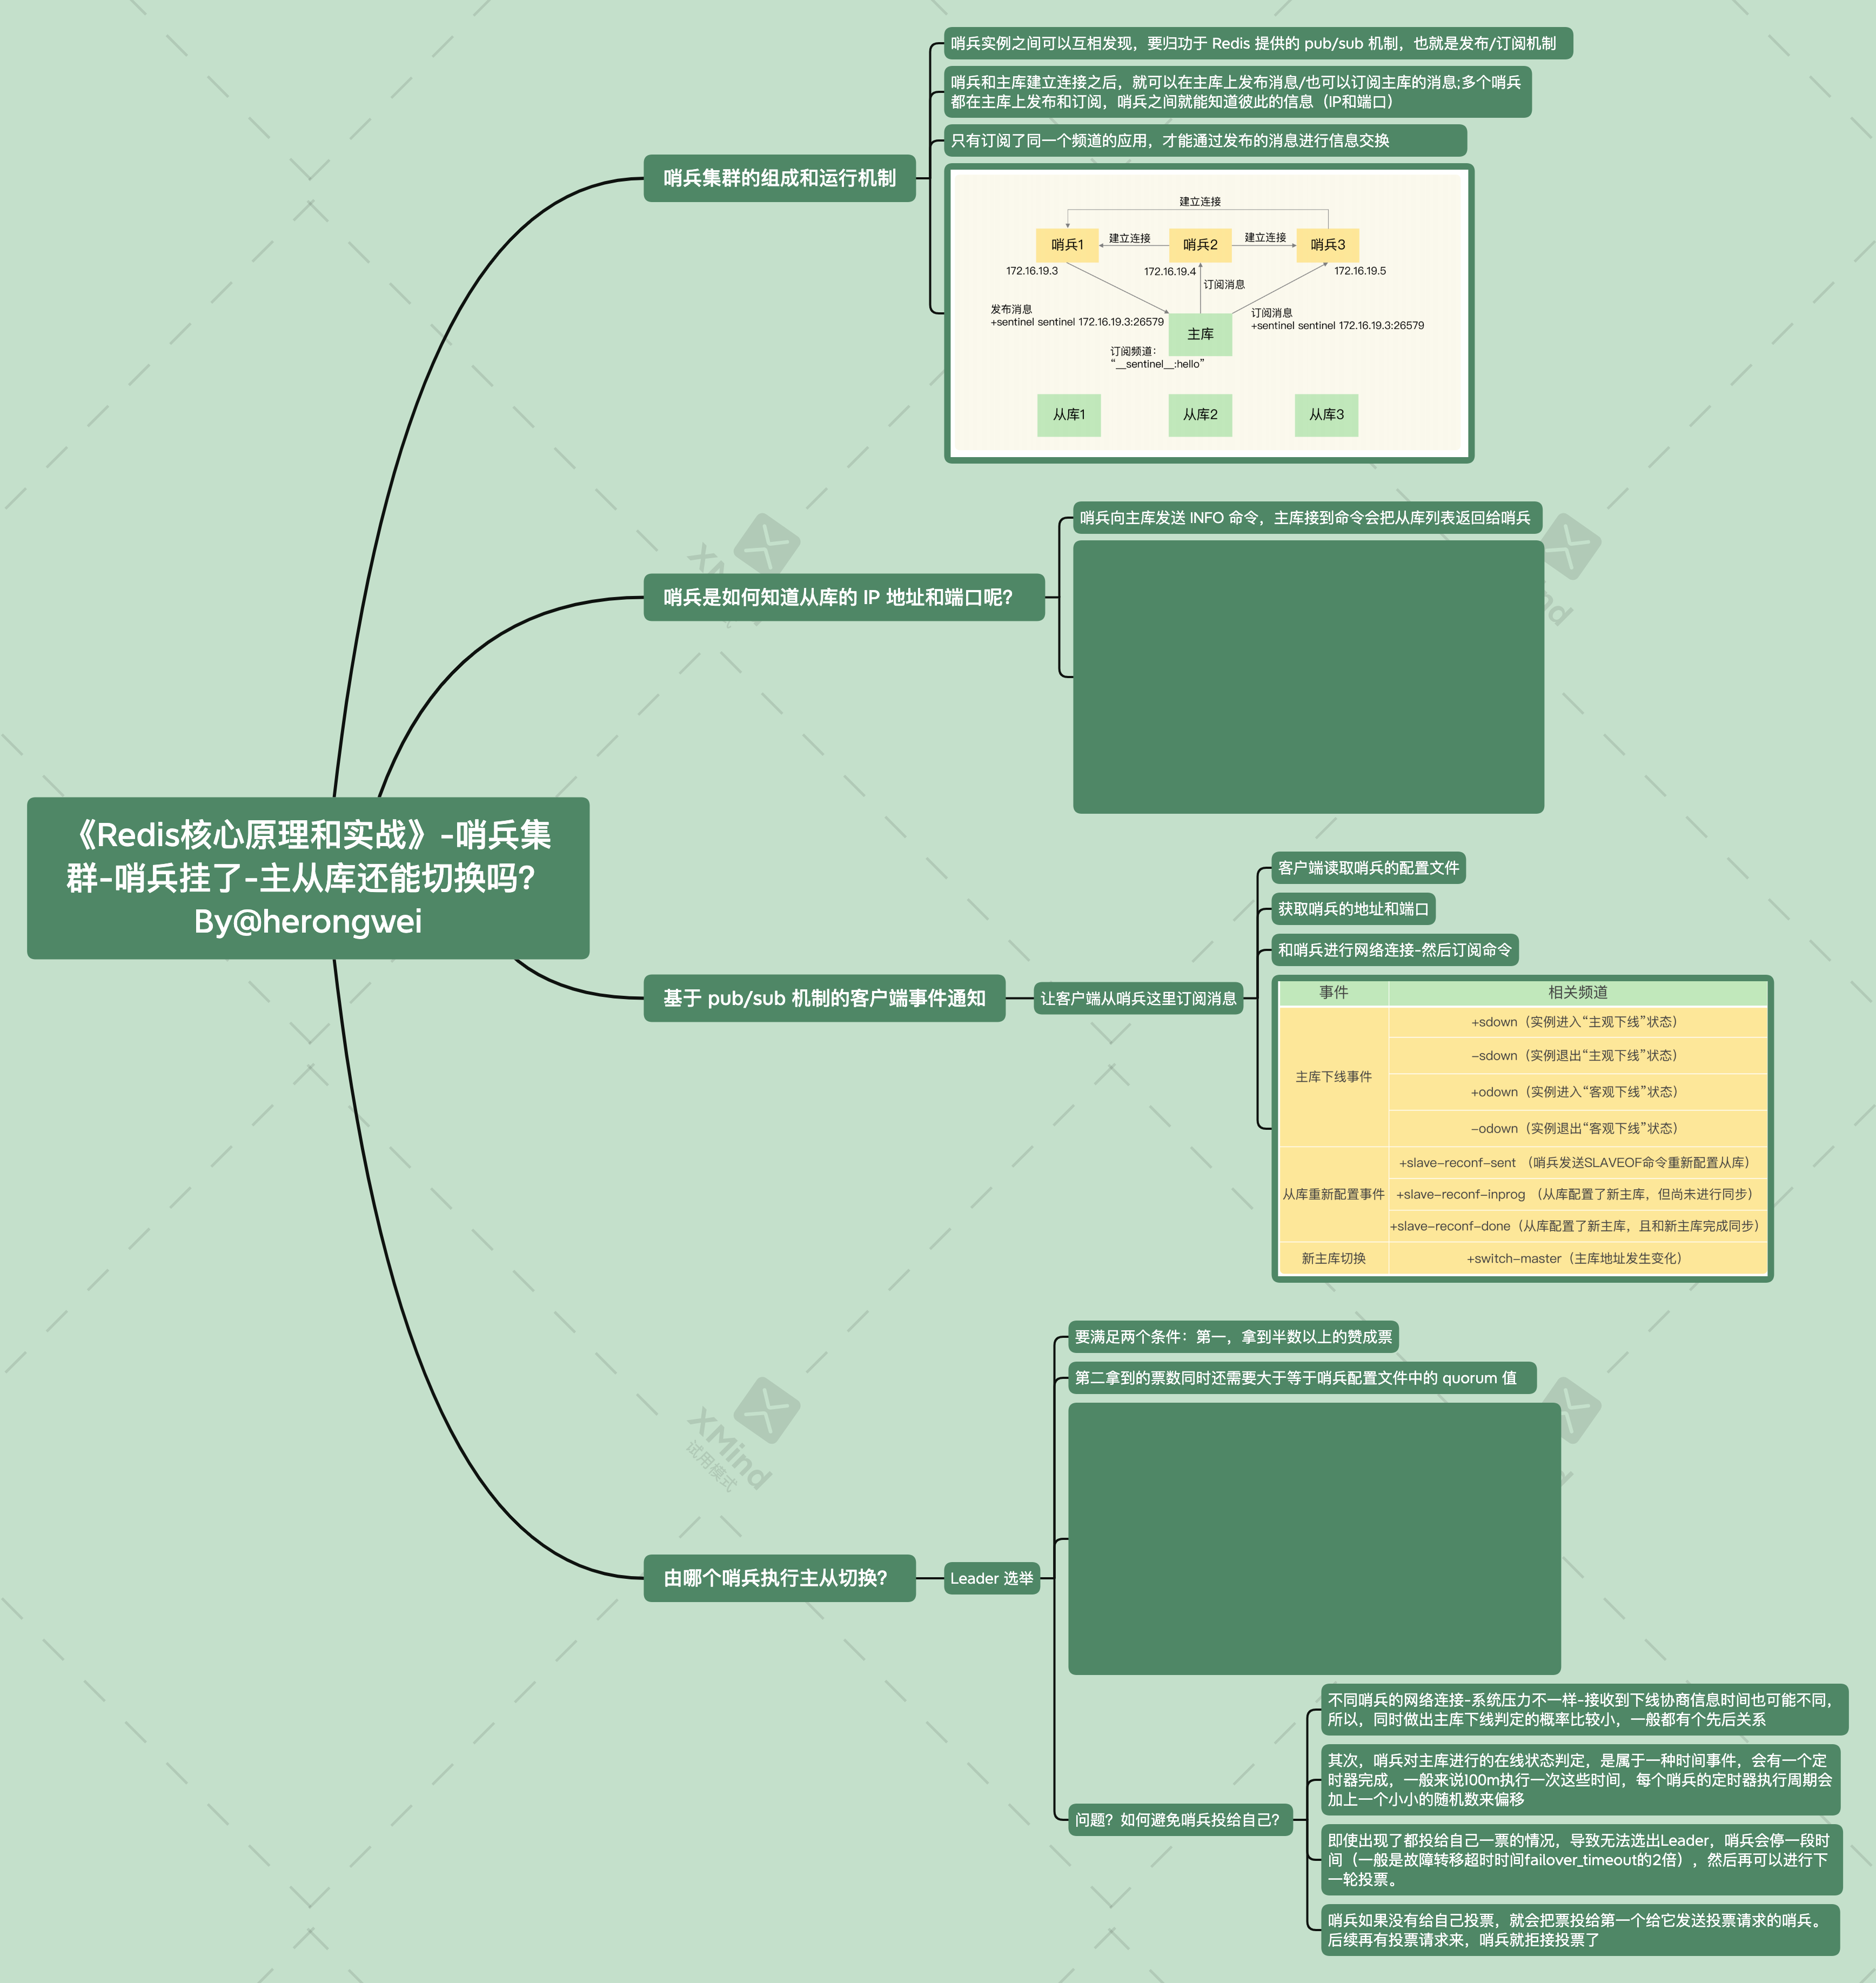 《Redis核心原理和实战》-哨兵集
群-哨兵挂了-主从库还能切换吗？
By@herongwei
哨兵集群的组成和运行机制
哨兵实例之间可以互相发现，要归功于 Redis 提供的 pub/sub 机制，也就是发布/订阅机制
哨兵和主库建立连接之后，就可以在主库上发布消息/也可以订阅主库的消息;多个哨兵
都在主库上发布和订阅，哨兵之间就能知道彼此的信息（IP和端口）
只有订阅了同一个频道的应用，才能通过发布的消息进行信息交换
建立连接
哨兵1
建立连接
哨兵2
建立连接
哨兵3
172.16.19.3
172.16.19.4
172.16.19.5
订阅消息
发布消息
+sentinel sentinel 172.16.19.3:26579
订阅消息
+sentinel sentinel 172.16.19.3:26579
主库
订阅频道：
“__sentinel__:hello”
从库1
从库2
从库3
哨兵是如何知道从库的 IP 地址和端口呢？
哨兵向主库发送 INFO 命令，主库接到命令会把从库列表返回给哨兵
基于 pub/sub 机制的客户端事件通知
让客户端从哨兵这里订阅消息
客户端读取哨兵的配置文件
获取哨兵的地址和端口
和哨兵进行网络连接-然后订阅命令
事件
相关频道
主库下线事件
+sdown（实例进入“主观下线”状态）
-sdown（实例退出“主观下线”状态）
+odown（实例进入“客观下线”状态）
-odown（实例退出“客观下线”状态）
从库重新配置事件
+slave-reconf-sent （哨兵发送SLAVEOF命令重新配置从库）
+slave-reconf-inprog （从库配置了新主库，但尚未进行同步）
+slave-reconf-done（从库配置了新主库，且和新主库完成同步）
新主库切换
+switch-master（主库地址发生变化）
由哪个哨兵执行主从切换？
Leader 选举
要满足两个条件：第一，拿到半数以上的赞成票
第二拿到的票数同时还需要大于等于哨兵配置文件中的 quorum 值
问题？如何避免哨兵投给自己？
不同哨兵的网络连接-系统压力不一样-接收到下线协商信息时间也可能不同，
所以，同时做出主库下线判定的概率比较小，一般都有个先后关系
其次，哨兵对主库进行的在线状态判定，是属于一种时间事件，会有一个定
时器完成，一般来说100m执行一次这些时间，每个哨兵的定时器执行周期会
加上一个小小的随机数来偏移
即使出现了都投给自己一票的情况，导致无法选出Leader，哨兵会停一段时
间（一般是故障转移超时时间failover_timeout的2倍），然后再可以进行下
一轮投票。
哨兵如果没有给自己投票，就会把票投给第一个给它发送投票请求的哨兵。
后续再有投票请求来，哨兵就拒接投票了
XMind
试用模式